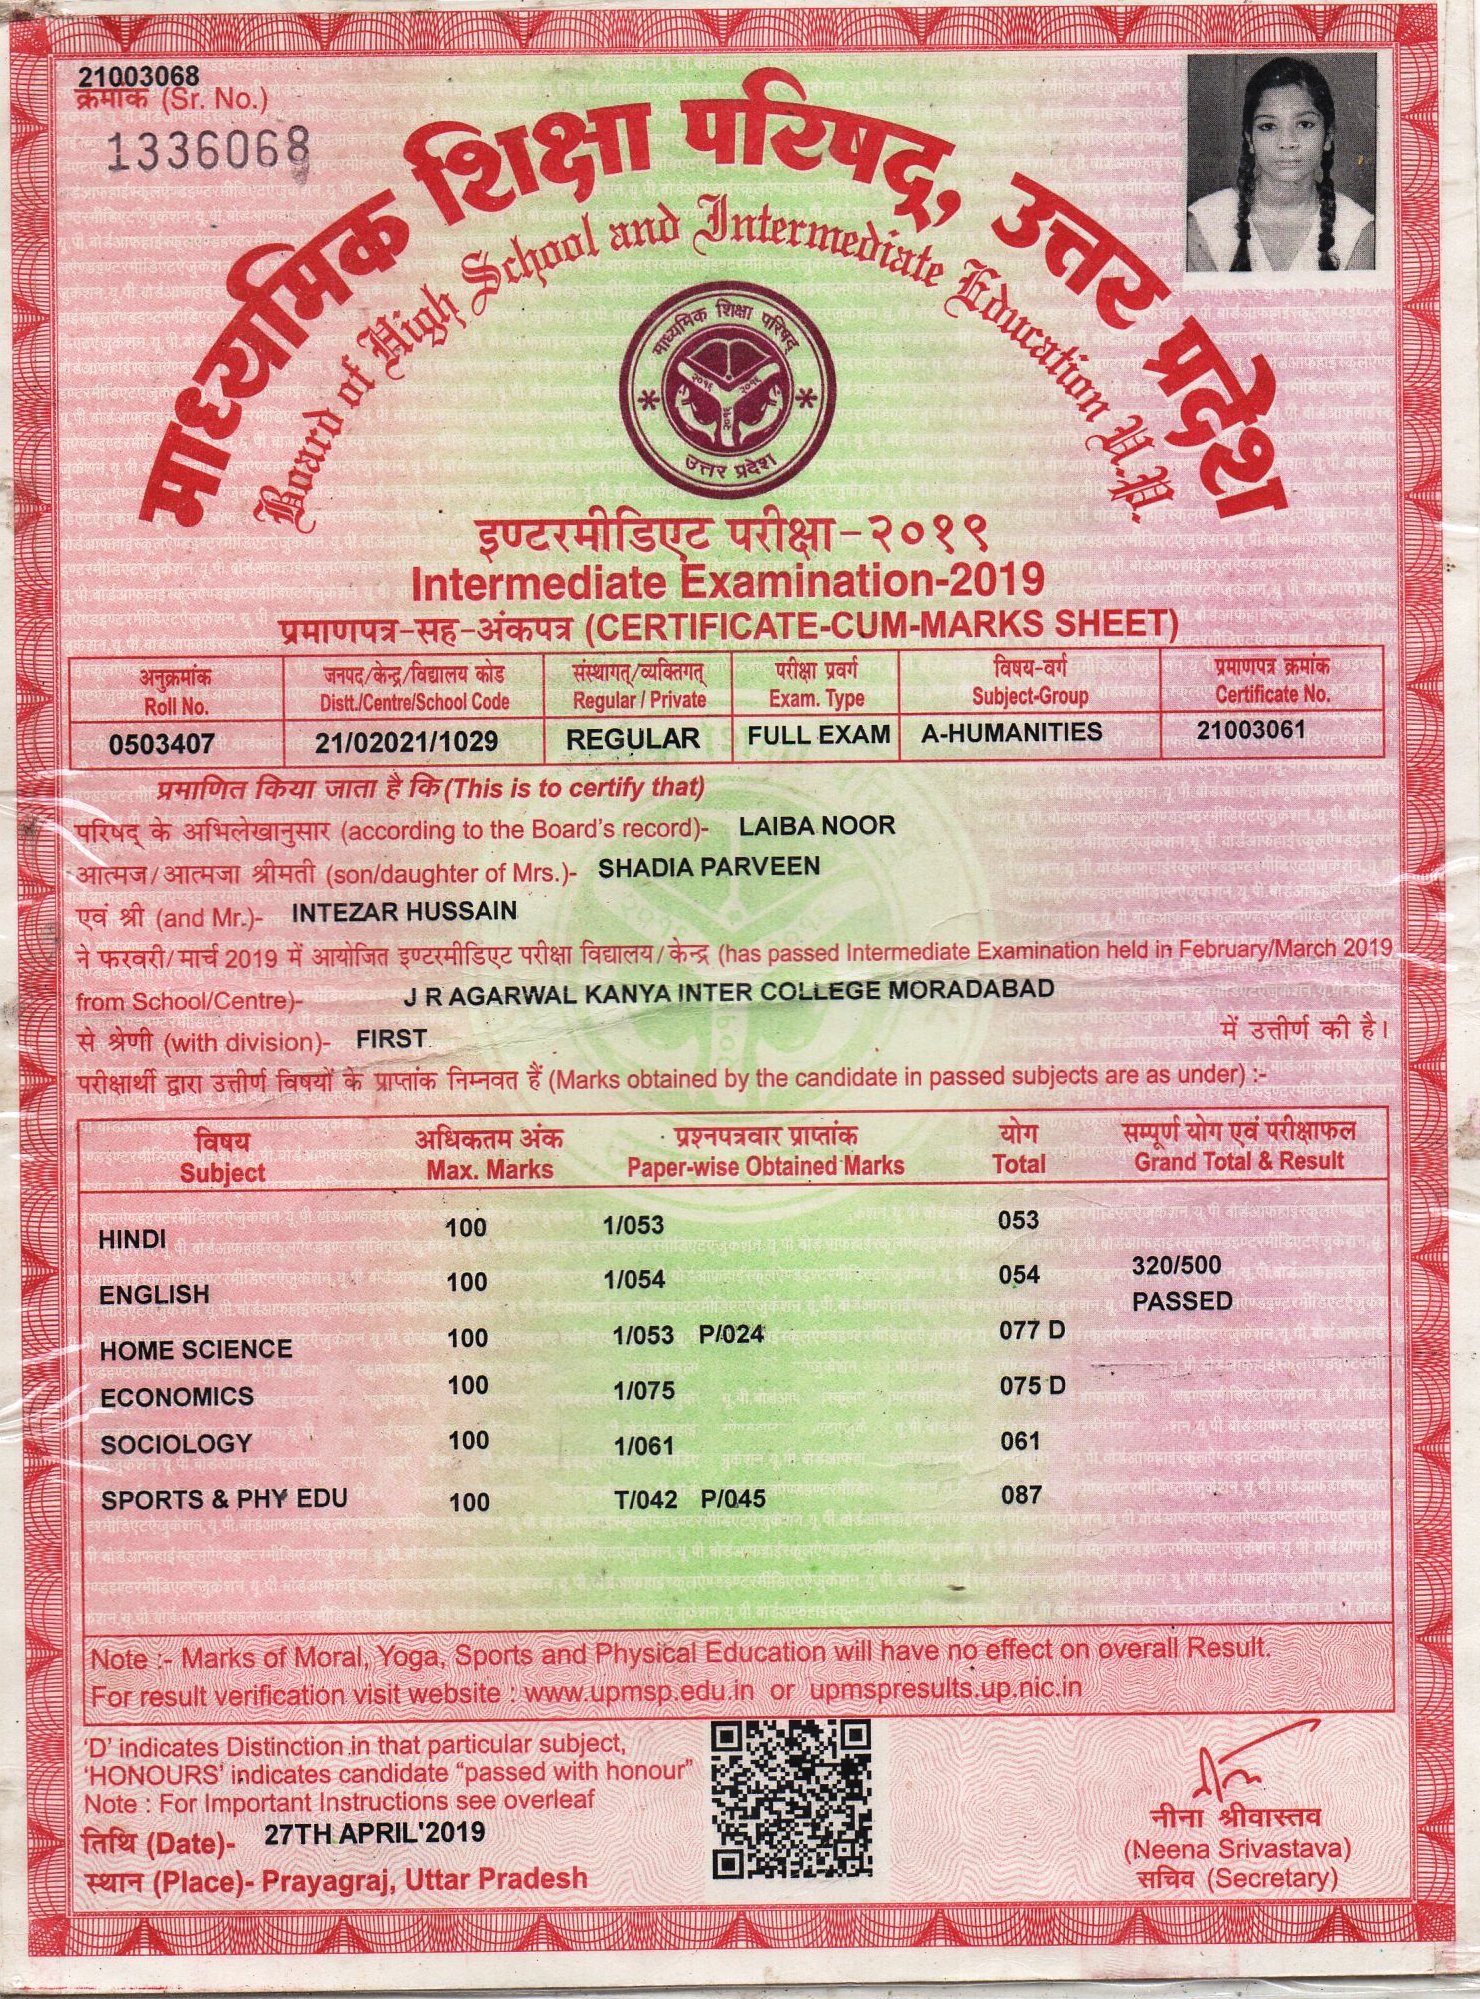 21003068
क्रमांक (Sr. No.)
1336068
माध्यमिक शिक्षा परिषद्, उत्तर प्रदेश
Board of High School and Intermediate Education U.P.
माध्यमिक शिक्षा परिषद्
२०१६ २०१६
२०१६
उत्तर प्रदेश
इण्टरमीडिएट परीक्षा-२०१९
Intermediate Examination-2019
प्रमाणपत्र-सह-अंकपत्र (CERTIFICATE-CUM-MARKS SHEET)
अनुक्रमांक जनपद/केन्द्र/विद्यालय कोड संस्थागत्/व्यक्तिगत् परीक्षा प्रवर्ग विषय-वर्ग प्रमाणपत्र क्रमांक
Roll No. Distt./Centre/School Code Regular / Private Exam. Type Subject-Group Certificate No.
0503407 21/02021/1029 REGULAR FULL EXAM A-HUMANITIES 21003061
प्रमाणित किया जाता है कि (This is to certify that)
परिषद् के अभिलेखानुसार (according to the Board's record)- LAIBA NOOR
आत्मज/आत्मजा श्रीमती (son/daughter of Mrs.)- SHADIA PARVEEN
एवं श्री (and Mr.)- INTEZAR HUSSAIN
ने फरवरी/मार्च 2019 में आयोजित इण्टरमीडिएट परीक्षा विद्यालय/केन्द्र (has passed Intermediate Examination held in February/March 2019
from School/Centre)- J R AGARWAL KANYA INTER COLLEGE MORADABAD
से श्रेणी (with division)- FIRST में उत्तीर्ण की है।
परीक्षार्थी द्वारा उत्तीर्ण विषयों के प्राप्तांक निम्नवत हैं (Marks obtained by the candidate in passed subjects are as under) :-
विषय अधिकतम अंक प्रश्नपत्रवार प्राप्तांक योग सम्पूर्ण योग एवं परीक्षाफल
Subject Max. Marks Paper-wise Obtained Marks Total Grand Total & Result
HINDI 100 1/053 053
ENGLISH 100 1/054 054 320/500
PASSED
HOME SCIENCE 100 1/053 P/024 077 D
ECONOMICS 100 1/075 075 D
SOCIOLOGY 100 1/061 061
SPORTS & PHY EDU 100 T/042 P/045 087
Note :- Marks of Moral, Yoga, Sports and Physical Education will have no effect on overall Result.
For result verification visit website : www.upmsp.edu.in or upmspresults.up.nic.in
'D' indicates Distinction in that particular subject,
'HONOURS' indicates candidate "passed with honour"
Note : For Important Instructions see overleaf
तिथि (Date)- 27TH APRIL'2019
स्थान (Place)- Prayagraj, Uttar Pradesh
नीना श्रीवास्तव
(Neena Srivastava)
सचिव (Secretary)